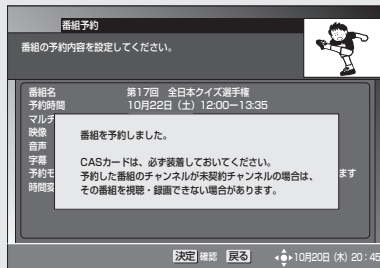 番組予約
番組の予約内容を設定してください。
番組名 第17回 全日本クイズ選手権
予約時間 10月22日（土）12:00ー13:35
マルチ
映像
音声
字幕
予約モ ます
時間変
番組を予約しました。
CASカードは、必ず装着しておいてください。
予約した番組のチャンネルが未契約チャンネルの場合は、
その番組を視聴・録画できない場合があります。
決定 確認 戻る 10月20日（木）20：45